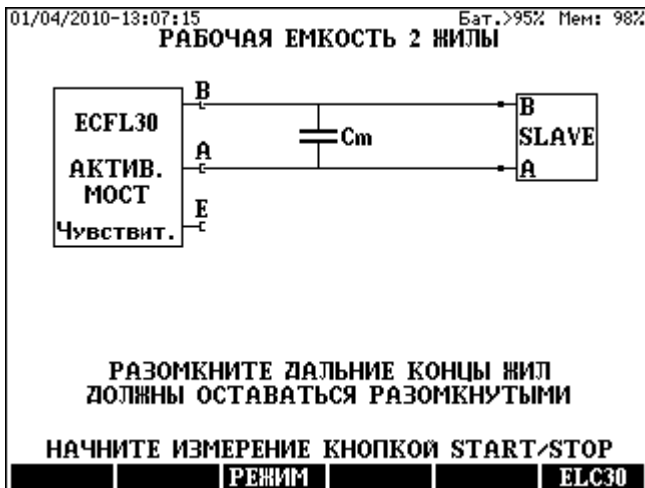 01/04/2010-13:07:15 Бат.>95% Мем: 98%
РАБОЧАЯ ЕМКОСТЬ 2 ЖИЛЫ
B
B
ECFL30
Cm
SLAVE
A
A
АКТИВ.
МОСТ
E
Чувствит.
РАЗОМКНИТЕ ДАЛЬНИЕ КОНЦЫ ЖИЛ
ДОЛЖНЫ ОСТАВАТЬСЯ РАЗОМКНУТЫМИ
НАЧНИТЕ ИЗМЕРЕНИЕ КНОПКОЙ START/STOP
РЕЖИМ ELC30